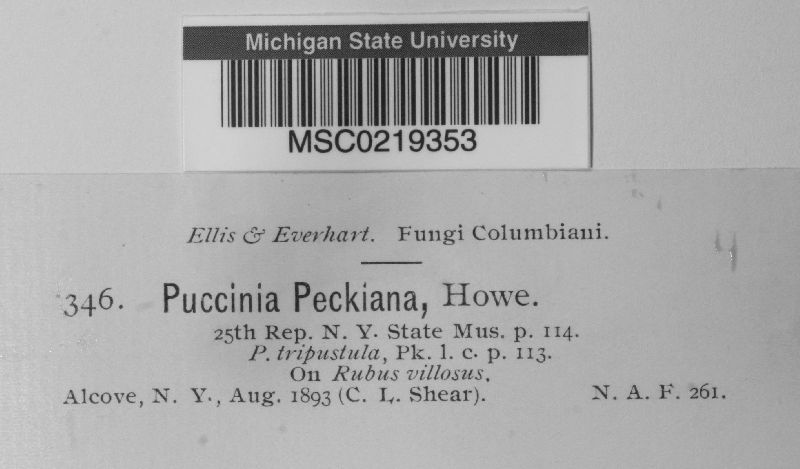 Michigan State University
MSC0219353
Ellis & Everhart. Fungi Columbiani.
346. Puccinia Peckiana, Howe.
25th Rep. N. Y. State Mus. p. 114.
P. tripustula, Pk. l. c. p. 113.
On Rubus villosus,
Alcove, N. Y., Aug. 1893 (C. L. Shear). N. A. F. 261.